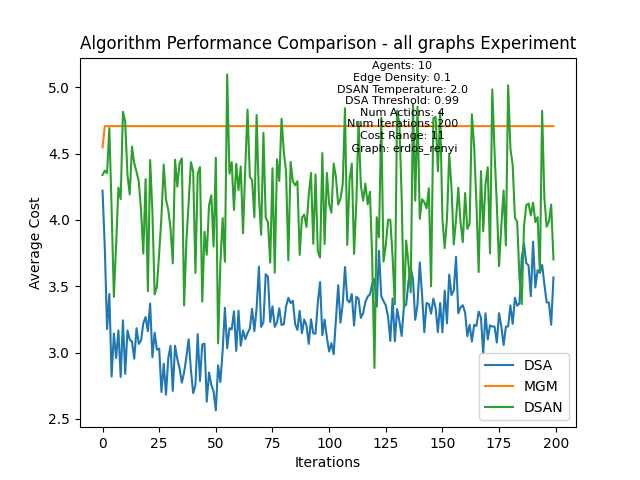 Algorithm Performance Comparison - all graphs Experiment
Agents: 10
Edge Density: 0.1
DSAN Temperature: 2.0
DSA Threshold: 0.99
Num Actions: 4
Num Iterations: 200
Cost Range: 11
Graph: erdos_renyi
Average Cost
5.0
4.5
4.0
3.5
3.0
2.5
0 25 50 75 100 125 150 175 200
Iterations
DSA
MGM
DSAN